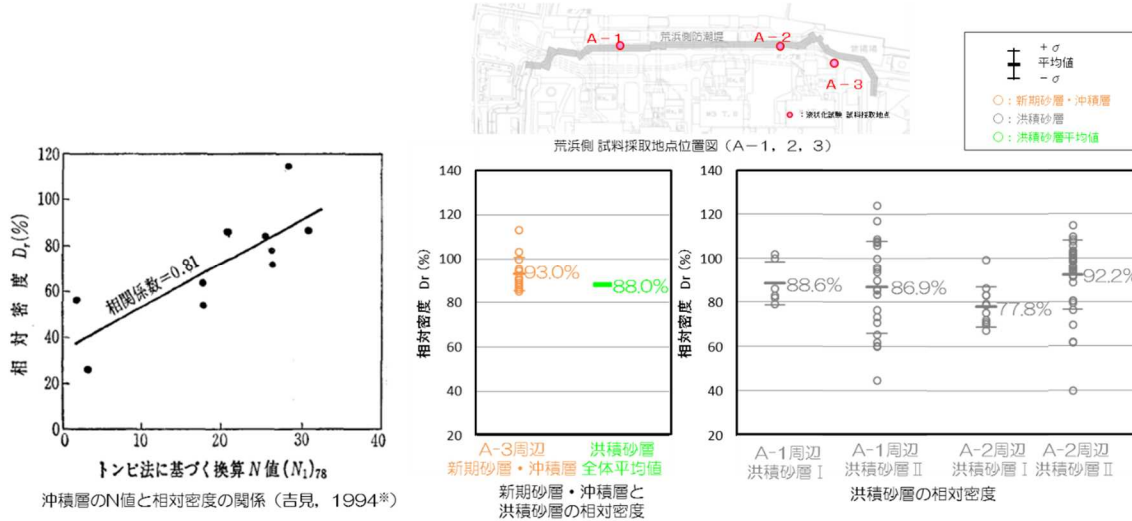 A-1
荒浜側防潮堤
A-2
A-3
：液状化試験 試料採取地点
荒浜側 試料採取地点位置図（A-1, 2, 3）
＋σ
平均値
－σ
○：新期砂層・沖積層
○：洪積砂層
○：洪積砂層平均値
相対密度 Dr(%)
120
100
80
60
40
20
0
相関係数=0.81
0 10 20 30 40
トンビ法に基づく換算N値(N1)78
沖積層のN値と相対密度の関係（吉見，1994※）
相対密度 Dr(%)
140
120
100
80
60
40
20
93.0%
88.0%
A-3周辺
新期砂層・沖積層
洪積砂層
全体平均値
新期砂層・沖積層と
洪積砂層の相対密度
相対密度 Dr(%)
140
120
100
80
60
40
20
88.6%
86.9%
77.8%
92.2%
A-1周辺
洪積砂層Ⅰ
A-1周辺
洪積砂層Ⅱ
A-2周辺
洪積砂層Ⅰ
A-2周辺
洪積砂層Ⅱ
洪積砂層の相対密度